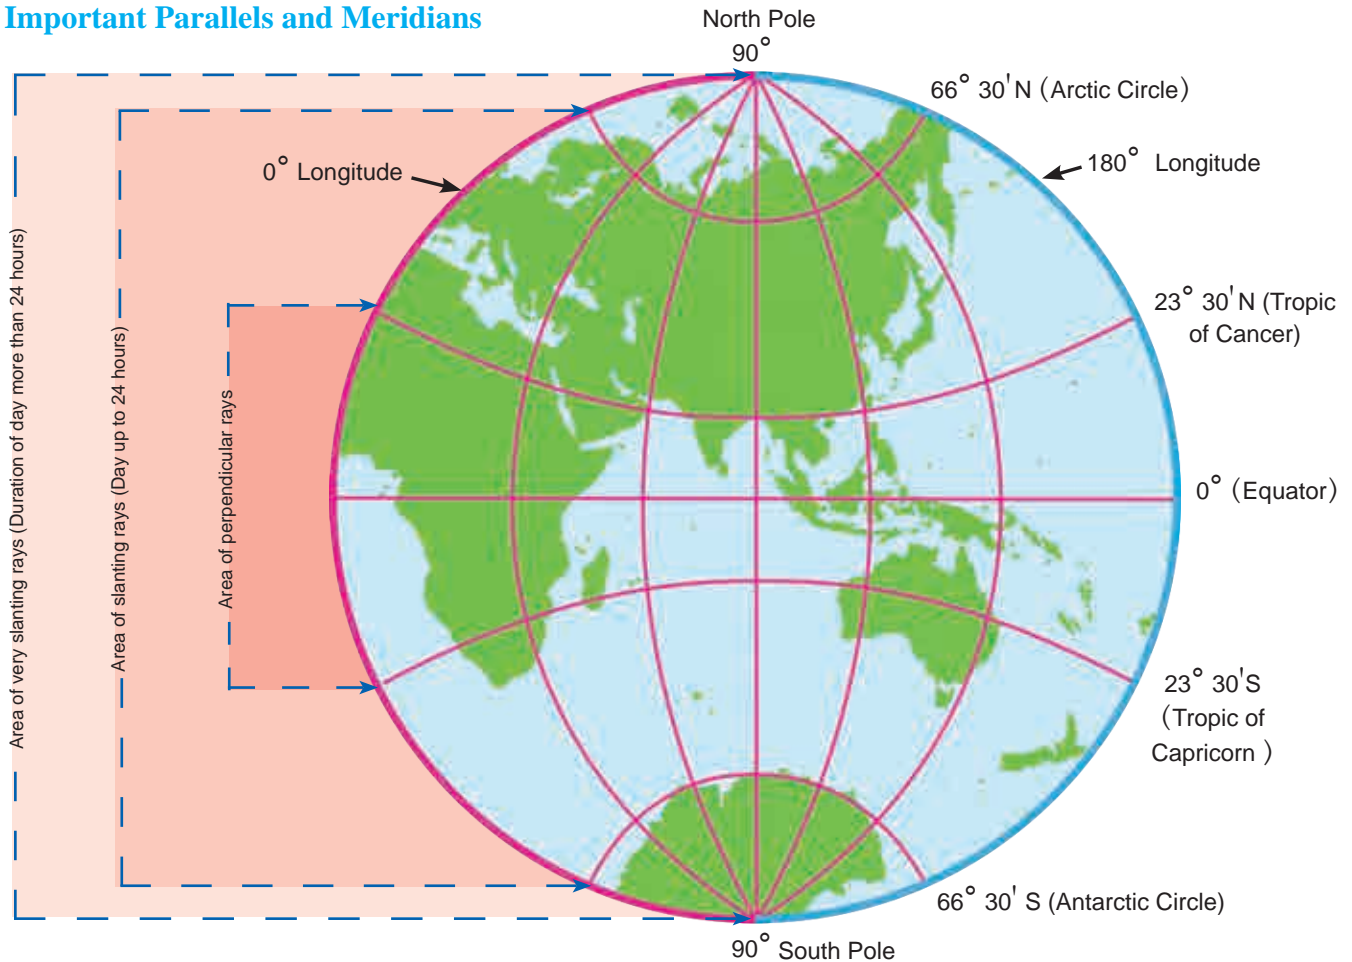 Important Parallels and Meridians
North Pole
90°
66° 30'N (Arctic Circle)
0° Longitude
180° Longitude
23° 30'N (Tropic
of Cancer)
Area of very slanting rays (Duration of day more than 24 hours)
Area of slanting rays (Day up to 24 hours)
Area of perpendicular rays
0° (Equator)
23° 30'S
(Tropic of
Capricorn )
66° 30' S (Antarctic Circle)
90° South Pole